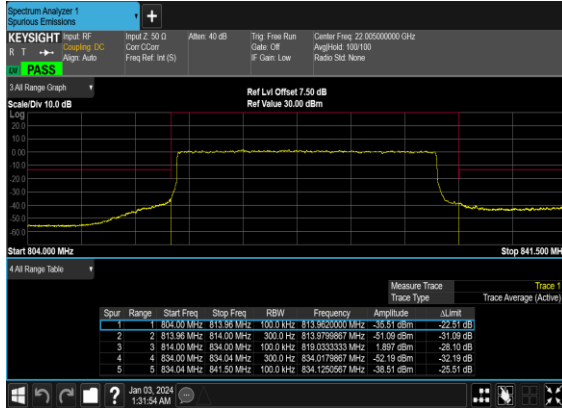 Spectrum Analyzer 1
Spurious Emissions
+
KEYSIGHT Input: RF Input Z: 50 Ω Atten: 40 dB Trig: Free Run Center Freq: 22.005000000 GHz
R T Coupling: DC Corr CCorr Gate: Off Avg|Hold: 100/100
Align: Auto Freq Ref: Int (S) IF Gain: Low Radio Std: None
PASS
3 All Range Graph
Ref Lvl Offset 7.50 dB
Scale/Div 10.0 dB Ref Value 30.00 dBm
Log
20.0
10.0
0.00
-10.0
-20.0
-30.0
-40.0
-50.0
-60.0
Start 804.000 MHz Stop 841.500 MH
4 All Range Table
Measure Trace Trace 1
Trace Type Trace Average (Active)
Spur Range Start Freq Stop Freq RBW Frequency Amplitude ΔLimit
1 1 804.00 MHz 813.96 MHz 100.0 kHz 813.9620000 MHz -35.51 dBm -22.51 dB
2 2 813.96 MHz 814.00 MHz 300.0 Hz 813.9799867 MHz -51.09 dBm -31.09 dB
3 3 814.00 MHz 834.00 MHz 100.0 kHz 819.0333333 MHz 1.897 dBm -28.10 dB
4 4 834.00 MHz 834.04 MHz 300.0 Hz 834.0179867 MHz -52.19 dBm -32.19 dB
5 5 834.04 MHz 841.50 MHz 100.0 kHz 834.1250567 MHz -38.51 dBm -25.51 dB
?
Jan 03, 2024
1:31:54 AM